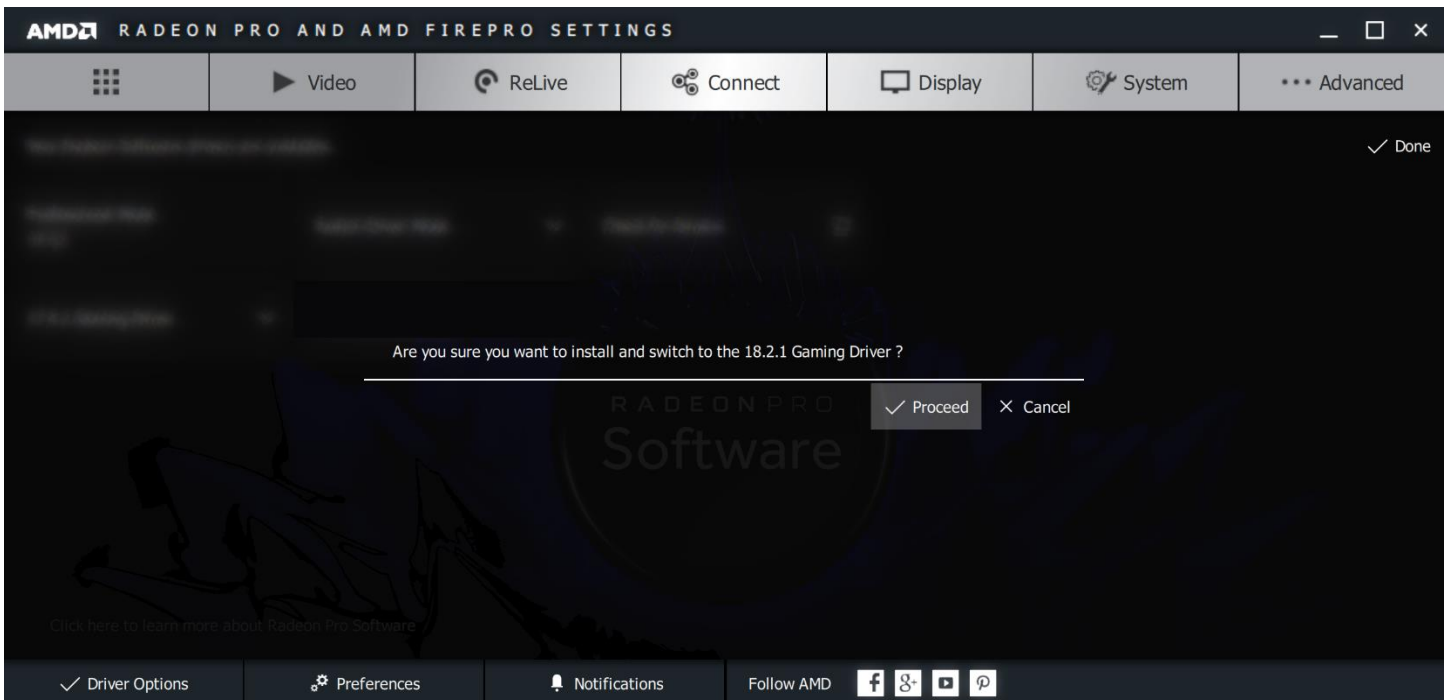 AMD RADEON PRO AND AMD FIREPRO SETTINGS
Video ReLive Connect Display System Advanced
Done
Are you sure you want to install and switch to the 18.2.1 Gaming Driver ?
RADEON PRO
Proceed Cancel
Software
Click here to learn more about Radeon Pro Software
Driver Options Preferences Notifications Follow AMD